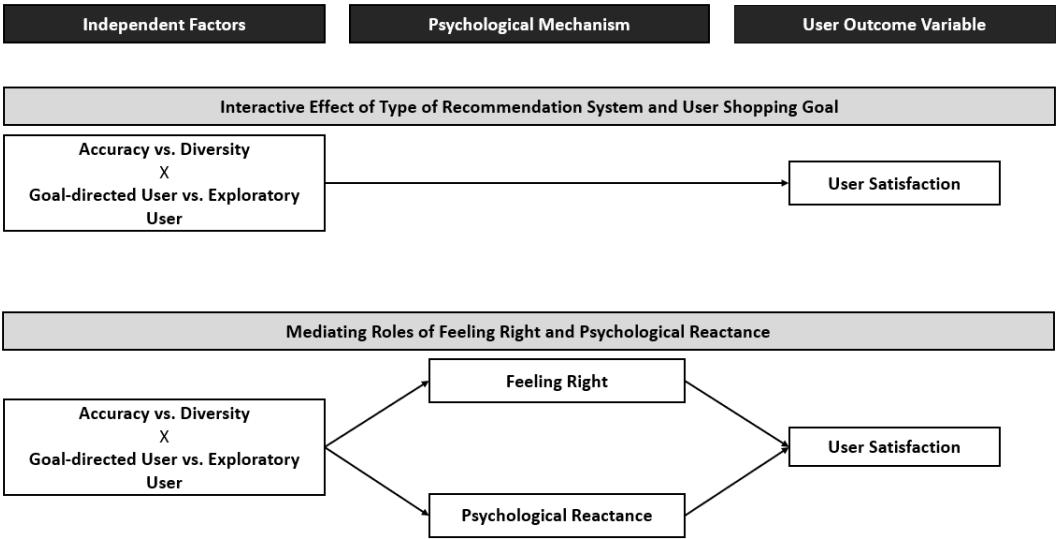 Independent Factors
Psychological Mechanism
User Outcome Variable
Interactive Effect of Type of Recommendation System and User Shopping Goal
Accuracy vs. Diversity
X
Goal-directed User vs. Exploratory
User
User Satisfaction
Mediating Roles of Feeling Right and Psychological Reactance
Accuracy vs. Diversity
X
Goal-directed User vs. Exploratory
User
Feeling Right
Psychological Reactance
User Satisfaction